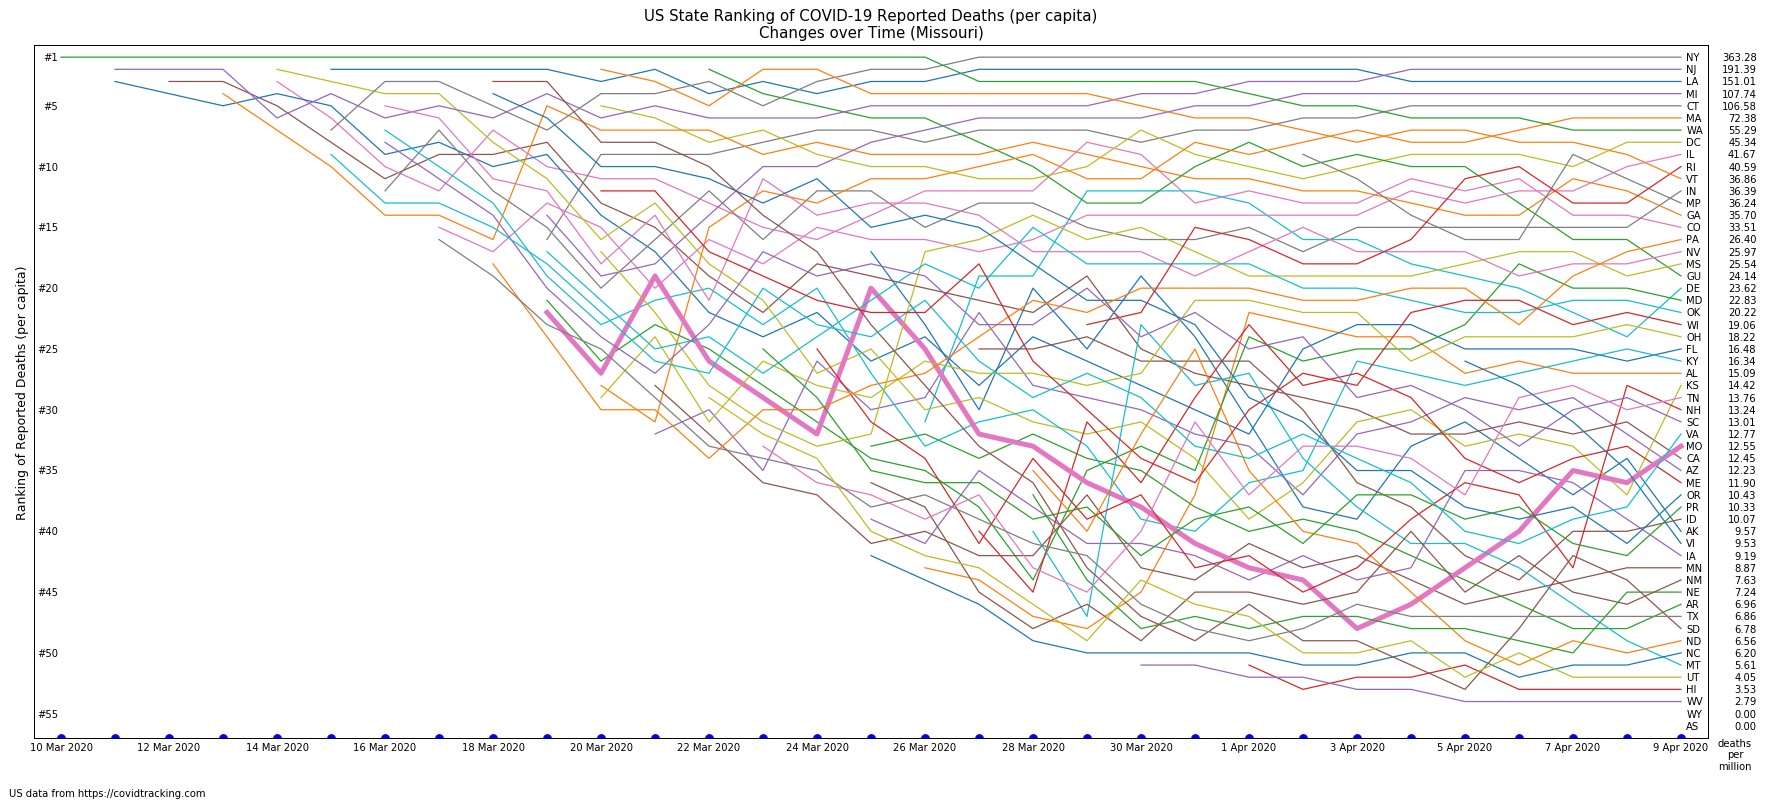 US State Ranking of COVID-19 Reported Deaths (per capita)
Changes over Time (Missouri)
Ranking of Reported Deaths (per capita)
#1
#5
#10
#15
#20
#25
#30
#35
#40
#45
#50
#55
NY 363.28
NJ 191.39
LA 151.01
MI 107.74
CT 106.58
MA 72.38
WA 55.29
DC 45.34
IL 41.67
RI 40.59
VT 36.86
IN 36.39
MP 36.24
GA 35.70
CO 33.51
PA 26.40
NV 25.97
MS 25.54
GU 24.14
DE 23.62
MD 22.83
OK 20.22
WI 19.06
OH 18.22
FL 16.48
KY 16.34
AL 15.09
KS 14.42
TN 13.76
NH 13.24
SC 13.01
VA 12.77
MO 12.55
CA 12.45
AZ 12.23
ME 11.90
OR 10.43
PR 10.33
ID 10.07
AK 9.57
VI 9.53
IA 9.19
MN 8.87
NM 7.63
NE 7.24
AR 6.96
TX 6.86
SD 6.78
ND 6.56
NC 6.20
MT 5.61
UT 4.05
HI 3.53
WV 2.79
WY 0.00
AS 0.00
10 Mar 2020 12 Mar 2020 14 Mar 2020 16 Mar 2020 18 Mar 2020 20 Mar 2020 22 Mar 2020 24 Mar 2020 26 Mar 2020 28 Mar 2020 30 Mar 2020 1 Apr 2020 3 Apr 2020 5 Apr 2020 7 Apr 2020 9 Apr 2020
deaths
per
million
US data from https://covidtracking.com